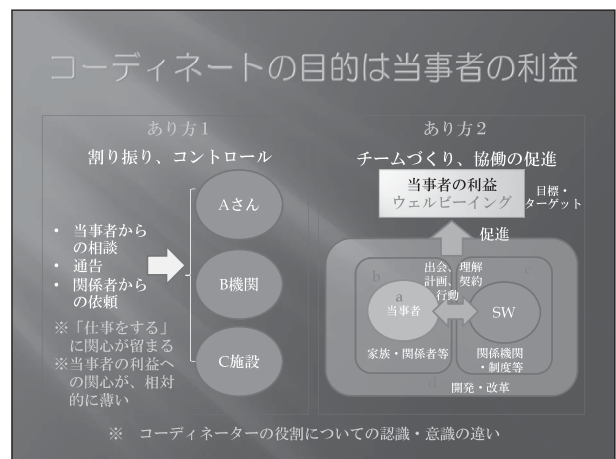 コーディネートの目的は当事者の利益
あり方1
割り振り、コントロール
・ 当事者から
の相談
・ 通告
・ 関係者から
の依頼
※「仕事をする」
に関心が留まる
※当事者の利益へ
の関心が、相対
的に薄い
Aさん
B機関
C施設
あり方2
チームづくり、協働の促進
当事者の利益
ウェルビーイング
目標・
ターゲット
促進
b
出会、理解
計画、契約
行動
c
a
当事者
SW
家族・関係者等
関係機関
・制度等
d
開発・改革
※ コーディネーターの役割についての認識・意識の違い